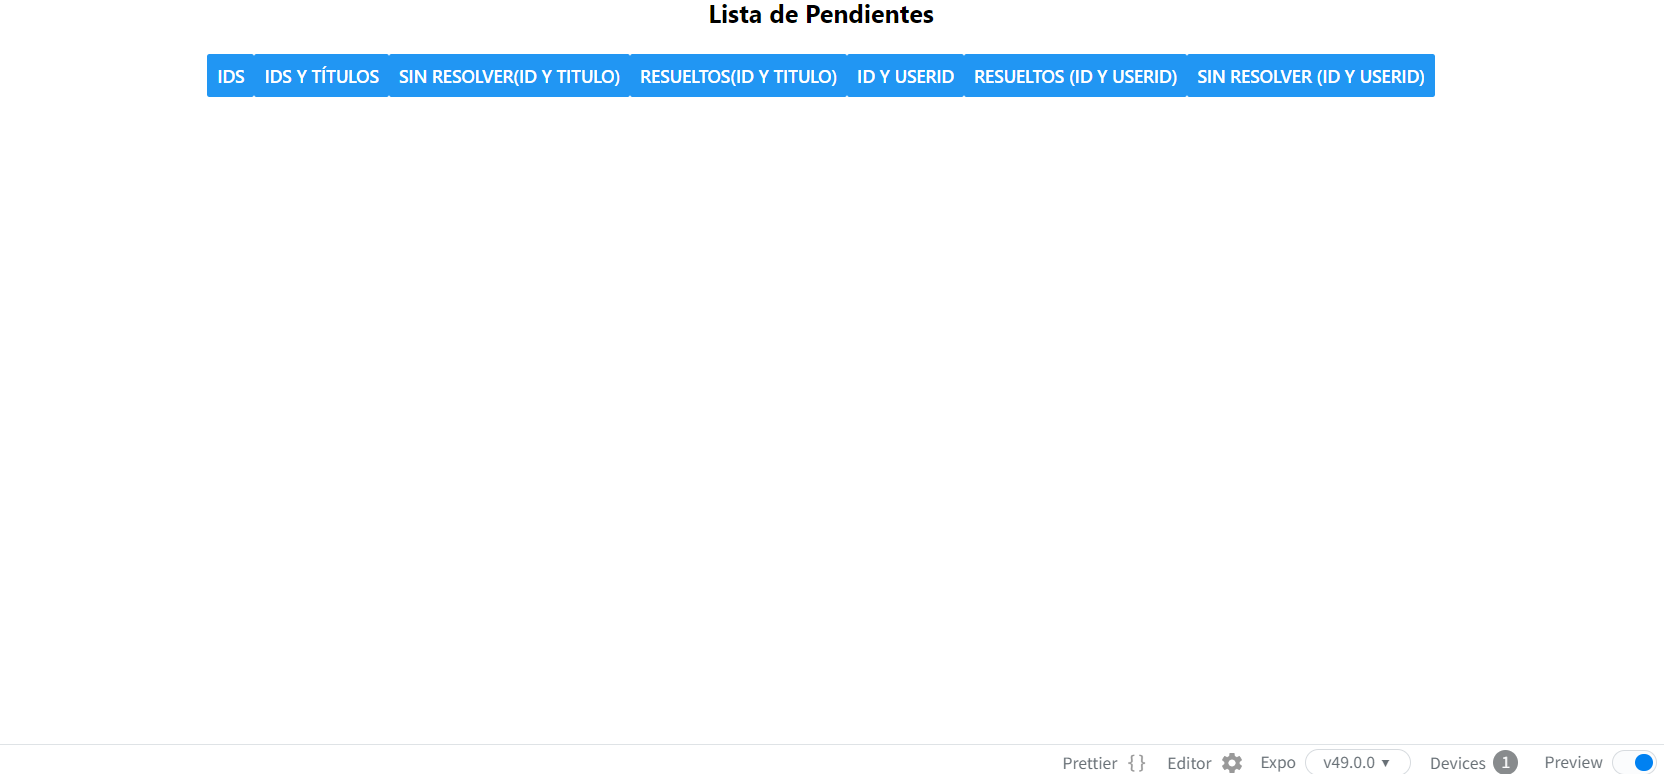 Lista de Pendientes
IDS IDS Y TÍTULOS SIN RESOLVER(ID Y TITULO) RESUELTOS(ID Y TITULO) ID Y USERID RESUELTOS (ID Y USERID) SIN RESOLVER (ID Y USERID)
Prettier {} Editor Expo v49.0.0 Devices 1 Preview